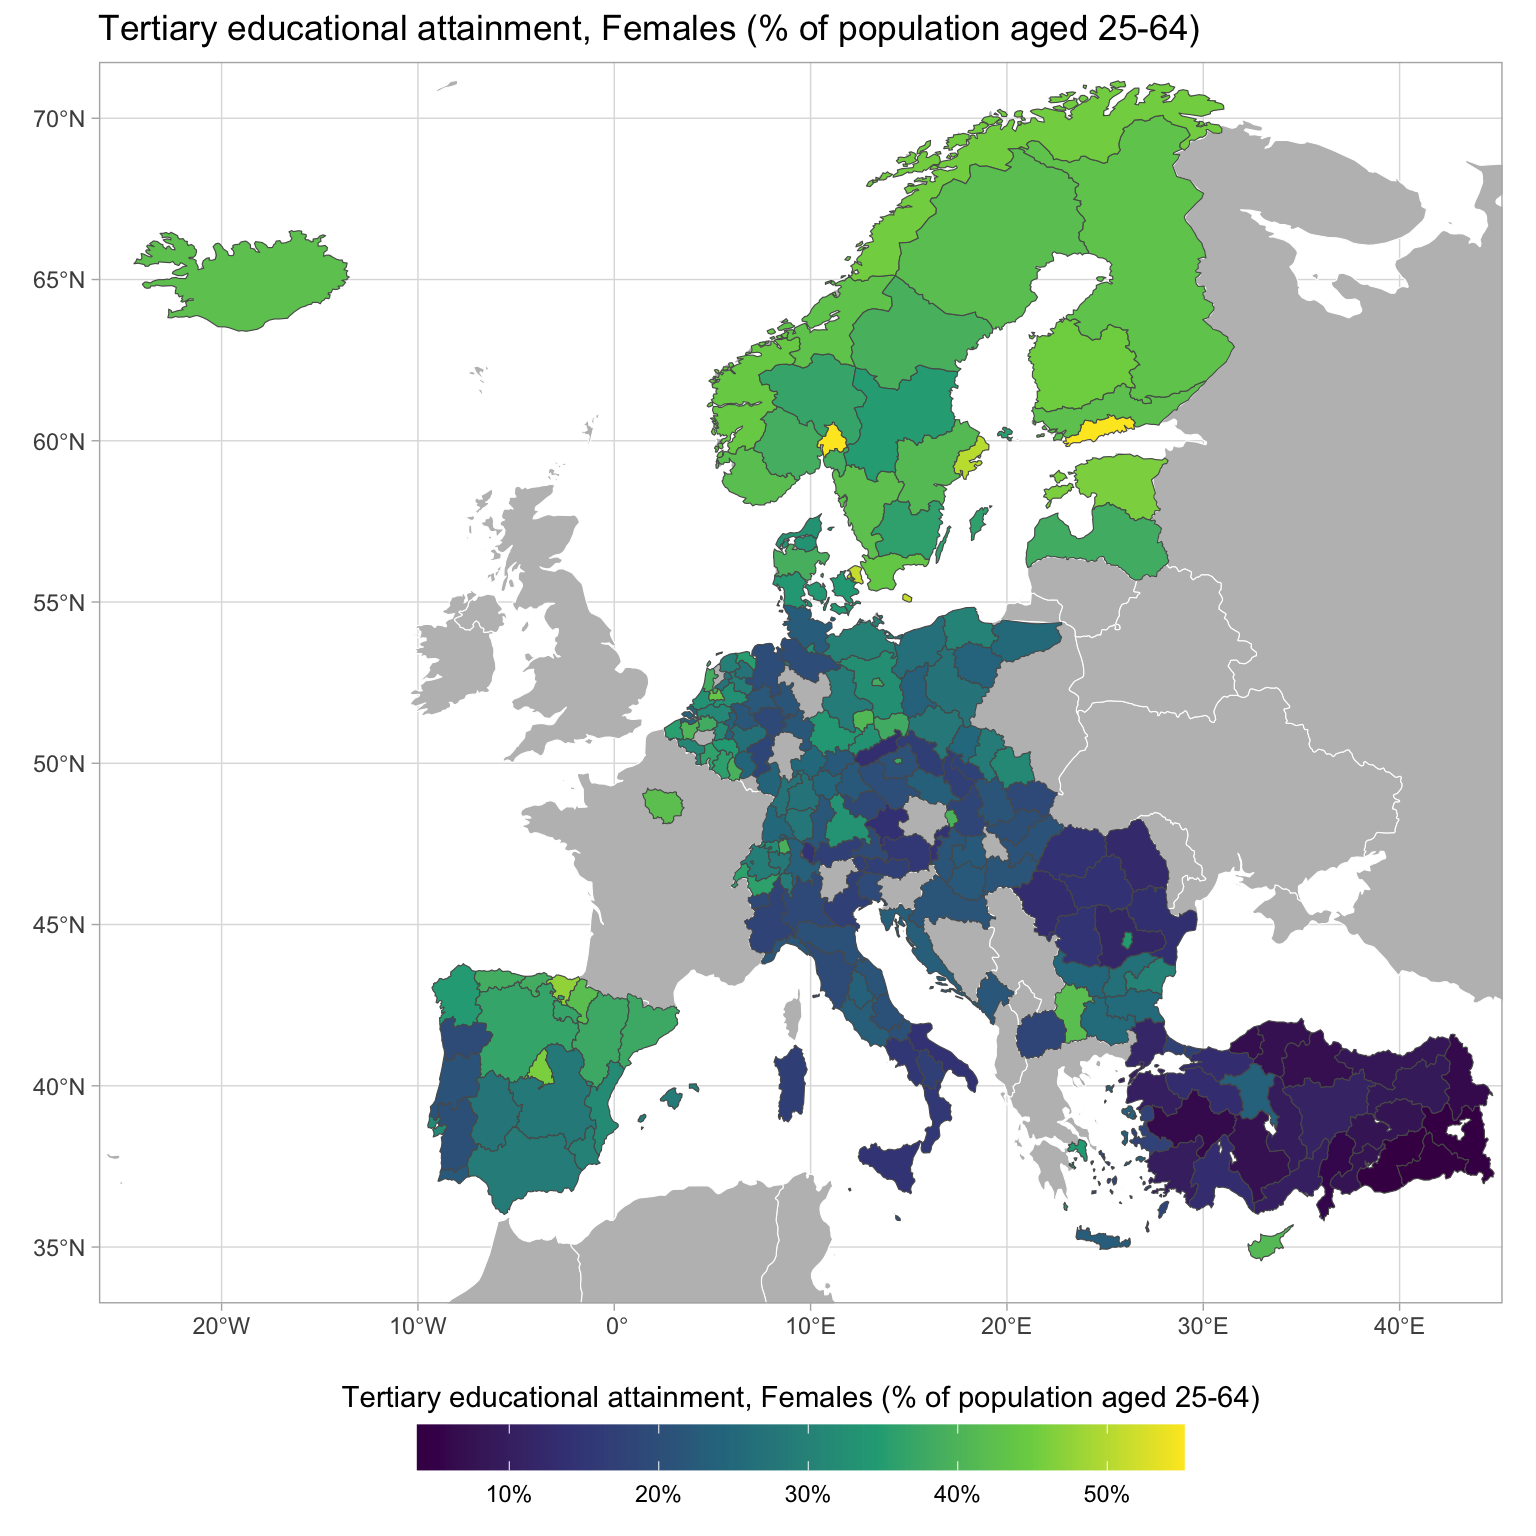 Tertiary educational attainment, Females (% of population aged 25-64)
70°N
65°N
60°N
55°N
50°N
45°N
40°N
35°N
20°W 10°W 0° 10°E 20°E 30°E 40°E
Tertiary educational attainment, Females (% of population aged 25-64)
10% 20% 30% 40% 50%